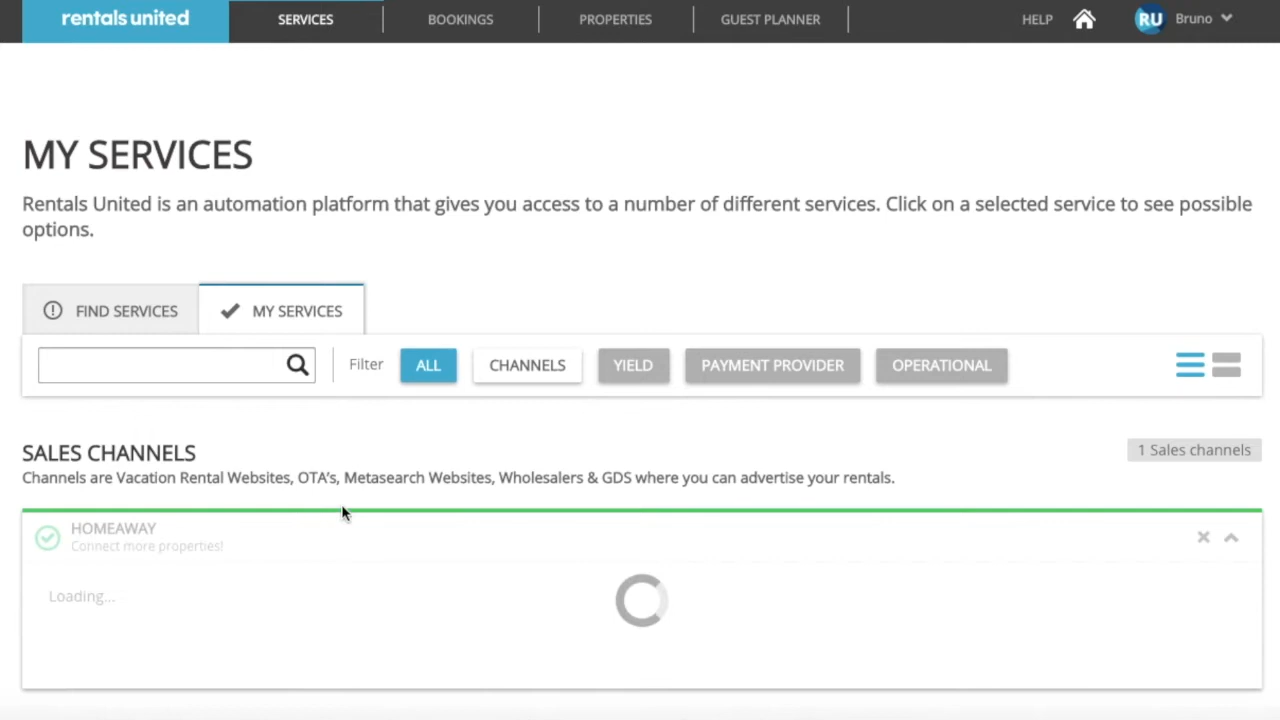 rentals united
SERVICES
BOOKINGS
PROPERTIES
GUEST PLANNER
HELP
RU
Bruno
MY SERVICES
Rentals United is an automation platform that gives you access to a number of different services. Click on a selected service to see possible
options.
FIND SERVICES
MY SERVICES
Filter
ALL
CHANNELS
YIELD
PAYMENT PROVIDER
OPERATIONAL
SALES CHANNELS
1 Sales channels
Channels are Vacation Rental Websites, OTA's, Metasearch Websites, Wholesalers & GDS where you can advertise your rentals.
HOMEAWAY
Connect more properties!
Loading...